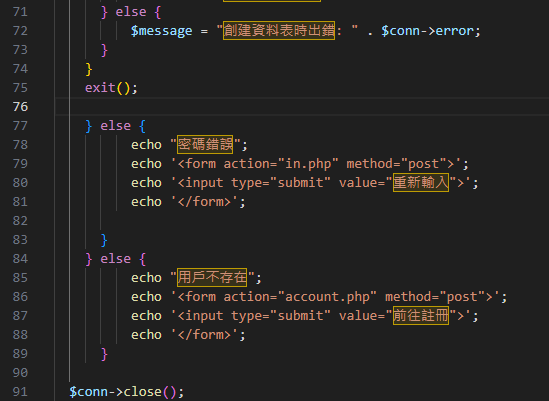 71 } else {
72 $message = "創建資料表時出錯: " . $conn->error;
73 }
74 }
75 exit();
76
77 } else {
78 echo "密碼錯誤";
79 echo '<form action="in.php" method="post">';
80 echo '<input type="submit" value="重新輸入">';
81 echo '</form>';
82
83 }
84 } else {
85 echo "用戶不存在";
86 echo '<form action="account.php" method="post">';
87 echo '<input type="submit" value="前往註冊">';
88 echo '</form>';
89 }
90
91 $conn->close();